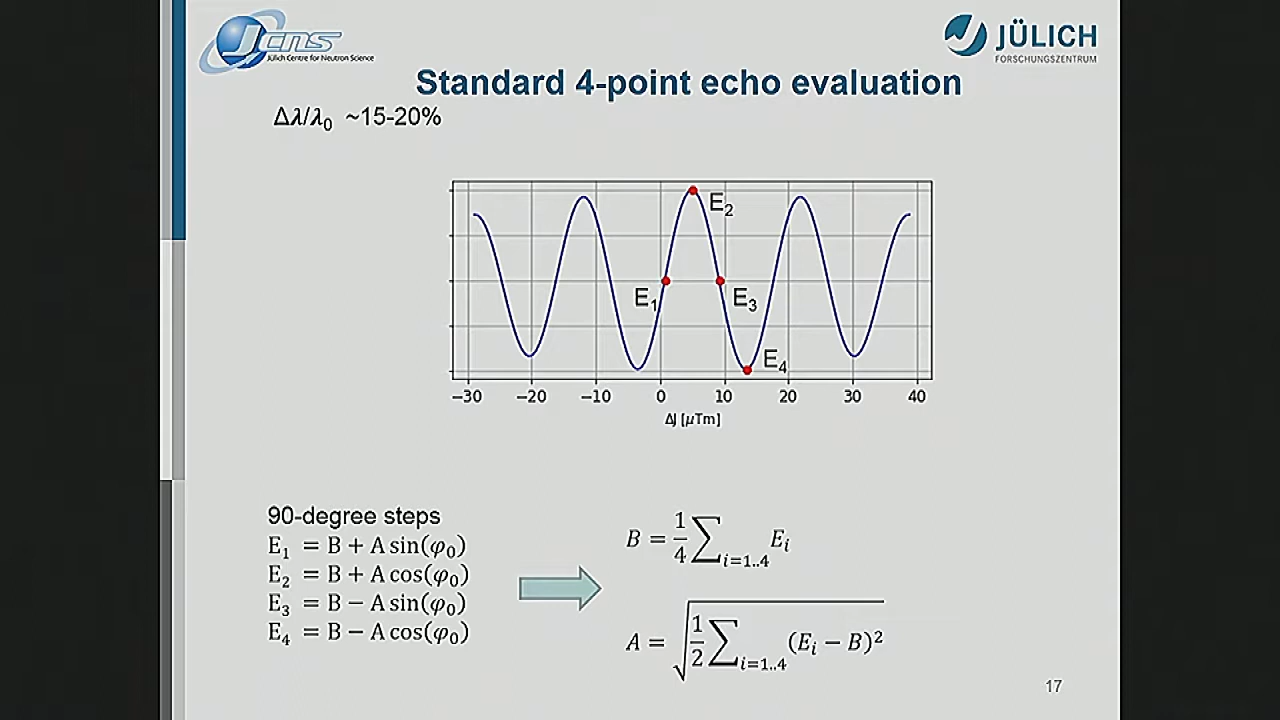 Jcns
Jülich Centre for Neutron Science
JÜLICH
FORSCHUNGSZENTRUM
Standard 4-point echo evaluation
Δλ/λ₀ ~15-20%
E₂
E₁
E₃
E₄
−30 −20 −10 0 10 20 30 40
ΔJ [μTm]
90-degree steps
E₁ = B + A sin(φ₀)
E₂ = B + A cos(φ₀)
E₃ = B − A sin(φ₀)
E₄ = B − A cos(φ₀)
B = 1/4 ∑ᵢ₌₁..₄ Eᵢ
A = √(1/2 ∑ᵢ₌₁..₄ (Eᵢ − B)²)
17